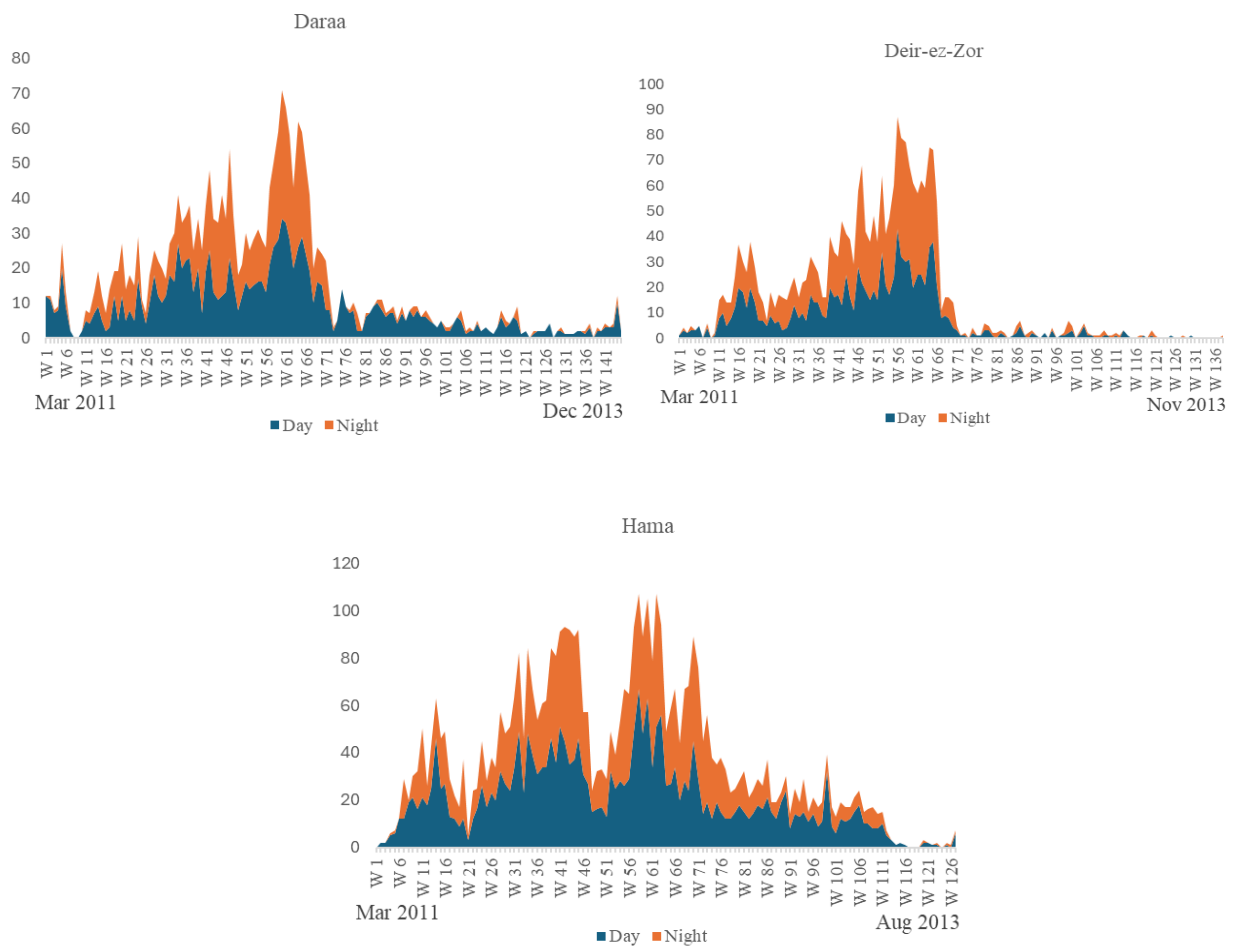 Daraa
80
70
60
50
40
30
20
10
0
W 1
W 6
W 11
W 16
W 21
W 26
W 31
W 36
W 41
W 46
W 51
W 56
W 61
W 66
W 71
W 76
W 81
W 86
W 91
W 96
W 101
W 106
W 111
W 116
W 121
W 126
W 131
W 136
W 141
Mar 2011
Dec 2013
Day Night
Deir-ez-Zor
100
90
80
70
60
50
40
30
20
10
0
W 1
W 6
W 11
W 16
W 21
W 26
W 31
W 36
W 41
W 46
W 51
W 56
W 61
W 66
W 71
W 76
W 81
W 86
W 91
W 96
W 101
W 106
W 111
W 116
W 121
W 126
W 131
W 136
Mar 2011
Nov 2013
Day Night
Hama
120
100
80
60
40
20
0
W 1
W 6
W 11
W 16
W 21
W 26
W 31
W 36
W 41
W 46
W 51
W 56
W 61
W 66
W 71
W 76
W 81
W 86
W 91
W 96
W 101
W 106
W 111
W 116
W 121
W 126
Mar 2011
Aug 2013
Day Night